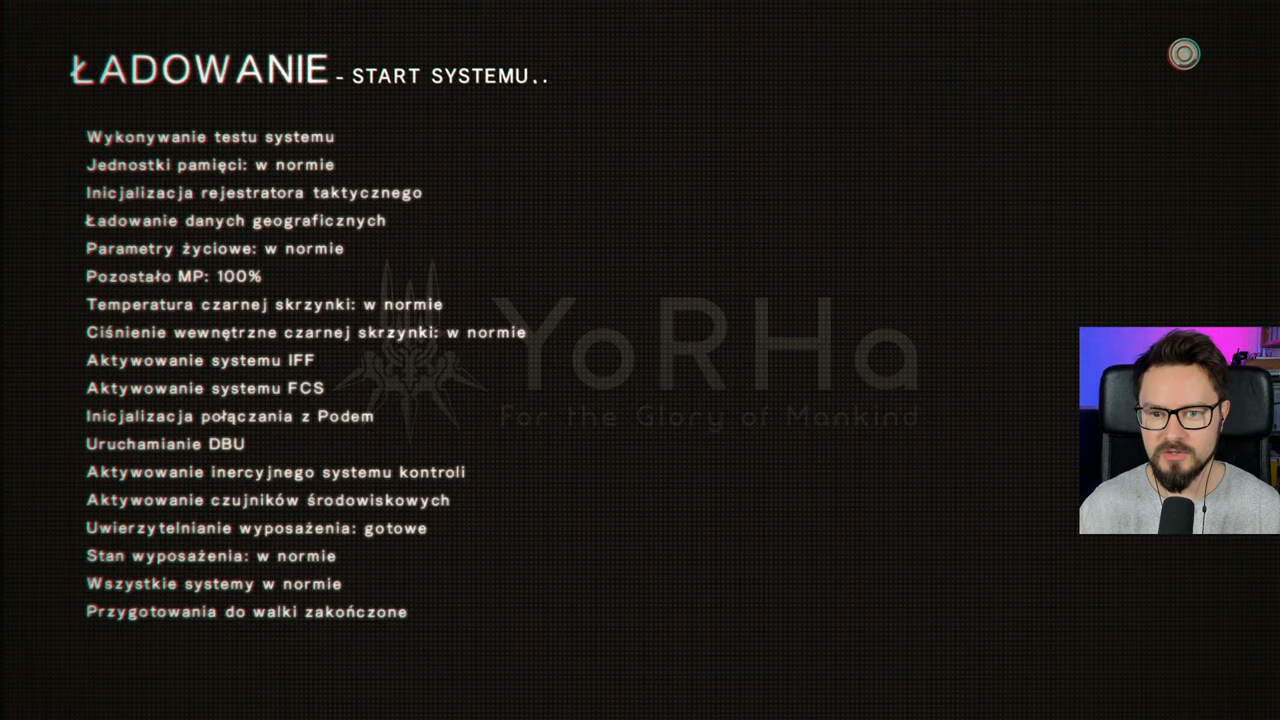 ŁADOWANIE - START SYSTEMU..
Wykonywanie testu systemu
Jednostki pamięci: w normie
Inicjalizacja rejestratora taktycznego
Ładowanie danych geograficznych
Parametry życiowe: w normie
Pozostało MP: 100%
Temperatura czarnej skrzynki: w normie
Ciśnienie wewnętrzne czarnej skrzynki: w normie
Aktywowanie systemu IFF
Aktywowanie systemu FCS
Inicjalizacja połączania z Podem
Uruchamianie DBU
Aktywowanie inercyjnego systemu kontroli
Aktywowanie czujników środowiskowych
Uwierzytelnianie wyposażenia: gotowe
Stan wyposażenia: w normie
Wszystkie systemy w normie
Przygotowania do walki zakończone
YoRHa
For the Glory of Mankind